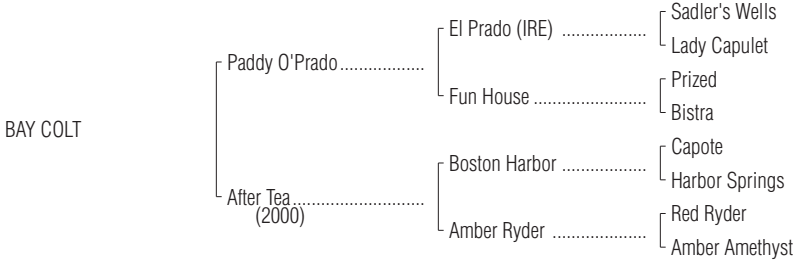 Sadler's Wells
El Prado (IRE) ..................
Lady Capulet
Paddy O'Prado..................
Prized
Fun House ........................
Bistra
BAY COLT
Capote
Boston Harbor ..................
Harbor Springs
After Tea............................
(2000)
Red Ryder
Amber Ryder ....................
Amber Amethyst